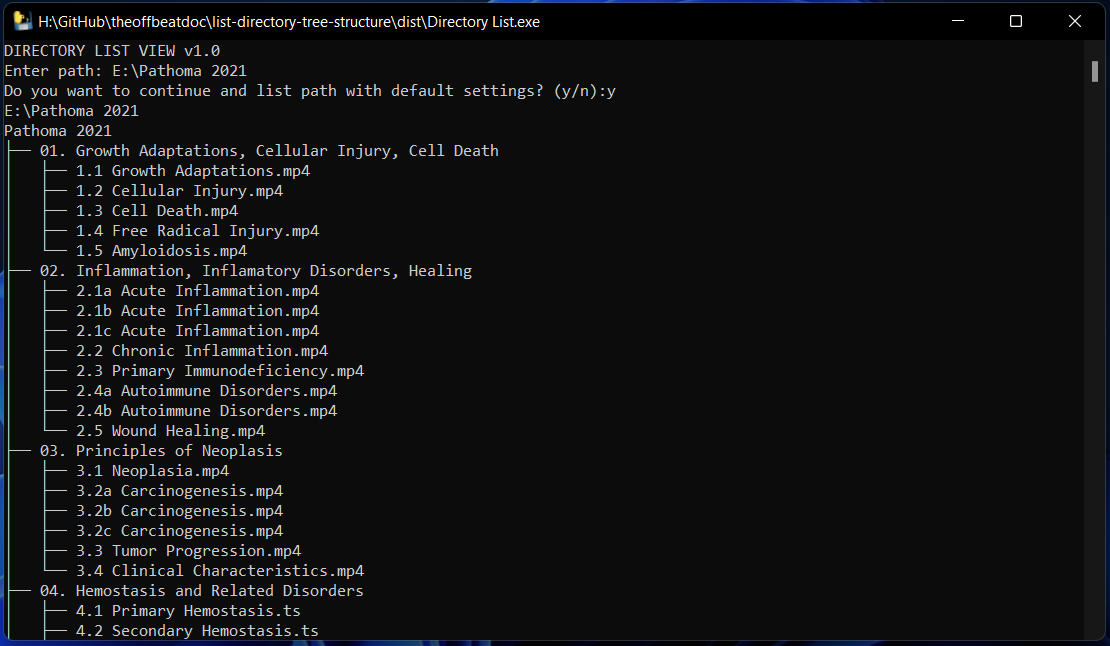 H:\GitHub\theoffbeatdoc\list-directory-tree-structure\dist\Directory List.exe
DIRECTORY LIST VIEW v1.0
Enter path: E:\Pathoma 2021
Do you want to continue and list path with default settings? (y/n):y
E:\Pathoma 2021
Pathoma 2021
├── 01. Growth Adaptations, Cellular Injury, Cell Death
│   ├── 1.1 Growth Adaptations.mp4
│   ├── 1.2 Cellular Injury.mp4
│   ├── 1.3 Cell Death.mp4
│   ├── 1.4 Free Radical Injury.mp4
│   └── 1.5 Amyloidosis.mp4
├── 02. Inflammation, Inflamatory Disorders, Healing
│   ├── 2.1a Acute Inflammation.mp4
│   ├── 2.1b Acute Inflammation.mp4
│   ├── 2.1c Acute Inflammation.mp4
│   ├── 2.2 Chronic Inflammation.mp4
│   ├── 2.3 Primary Immunodeficiency.mp4
│   ├── 2.4a Autoimmune Disorders.mp4
│   ├── 2.4b Autoimmune Disorders.mp4
│   └── 2.5 Wound Healing.mp4
├── 03. Principles of Neoplasis
│   ├── 3.1 Neoplasia.mp4
│   ├── 3.2a Carcinogenesis.mp4
│   ├── 3.2b Carcinogenesis.mp4
│   ├── 3.2c Carcinogenesis.mp4
│   ├── 3.3 Tumor Progression.mp4
│   └── 3.4 Clinical Characteristics.mp4
├── 04. Hemostasis and Related Disorders
│   ├── 4.1 Primary Hemostasis.ts
│   ├── 4.2 Secondary Hemostasis.ts